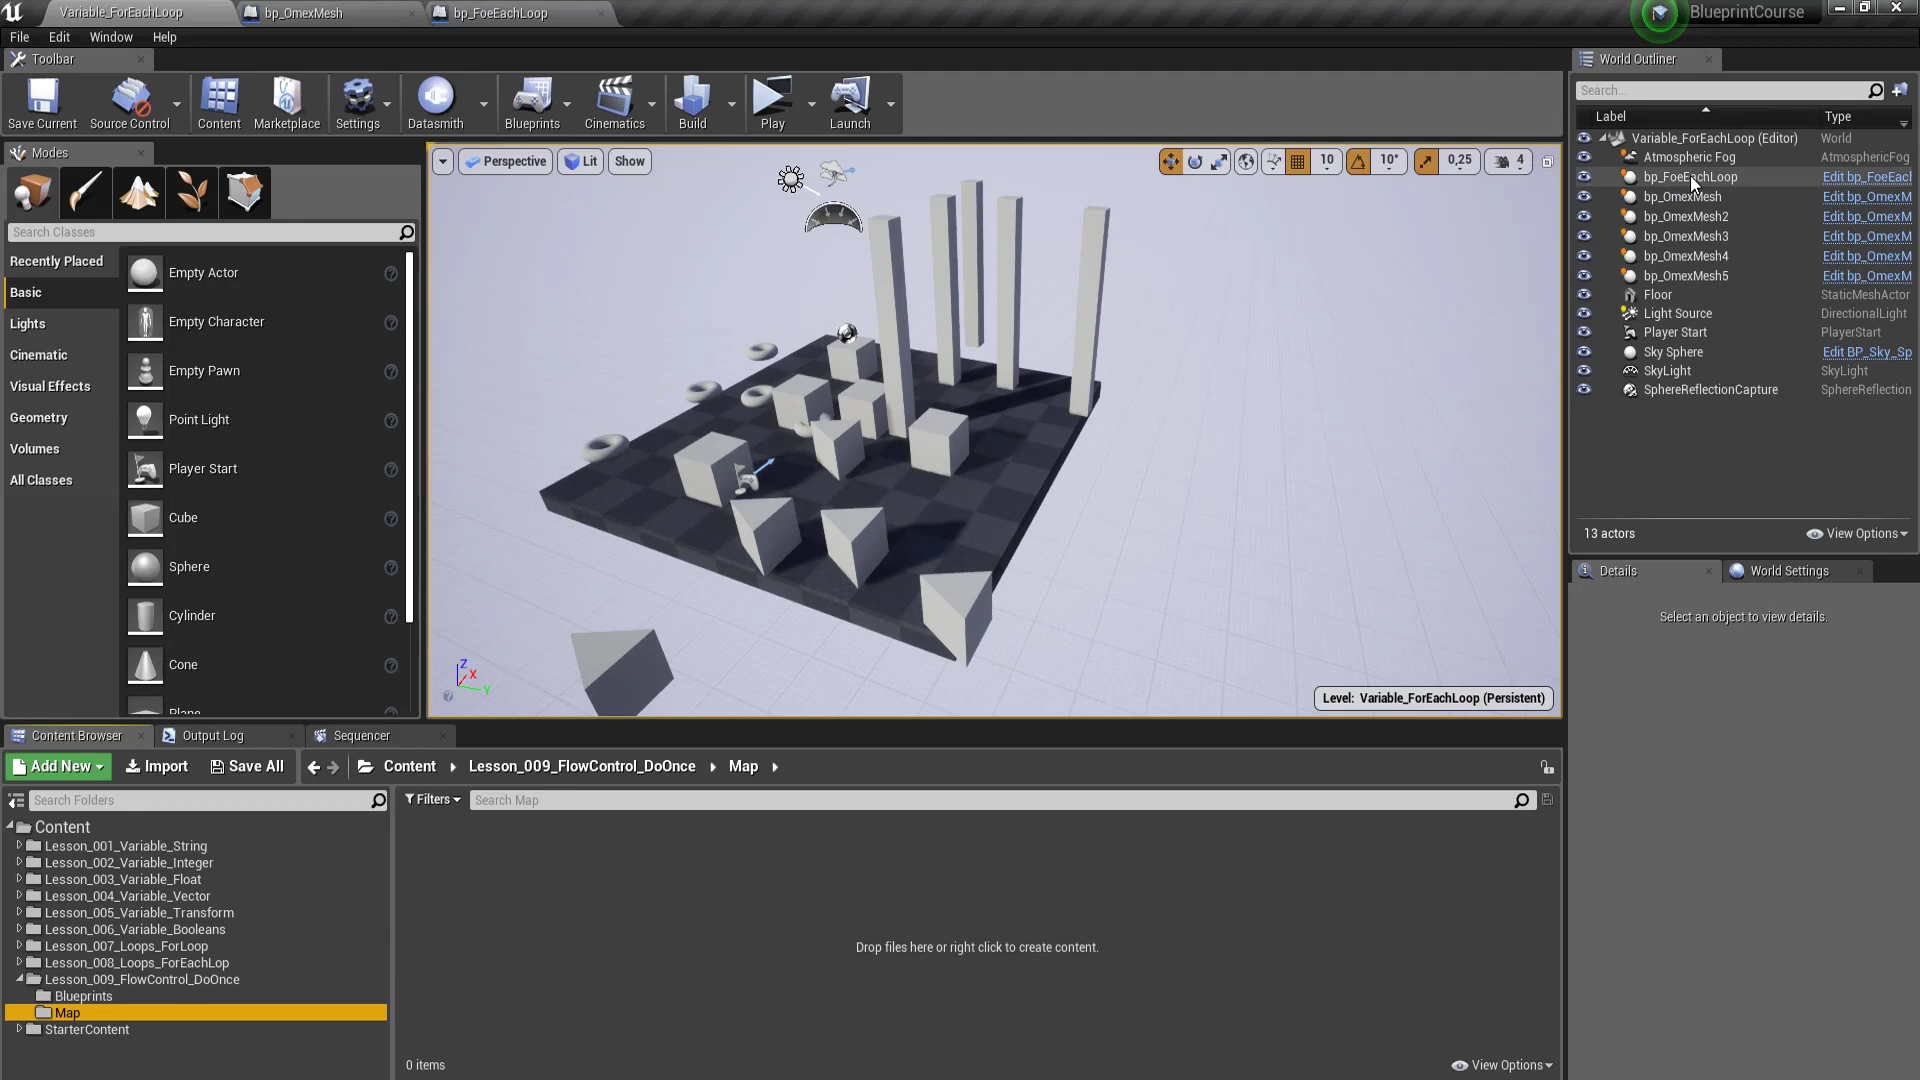 Variable_ForEachLoop
bp_OmexMesh
bp_FoeEachLoop
BlueprintCourse
File Edit Window Help
Toolbar
Save Current
Source Control
Content
Marketplace
Settings
Datasmith
Blueprints
Cinematics
Build
Play
Launch
Modes
Search Classes
Recently Placed
Basic
Lights
Cinematic
Visual Effects
Geometry
Volumes
All Classes
Empty Actor
Empty Character
Empty Pawn
Point Light
Player Start
Cube
Sphere
Cylinder
Cone
Plane
Perspective
Lit
Show
10
10°
0,25
4
Z
X
Y
Level: Variable_ForEachLoop (Persistent)
World Outliner
Search...
Label Type
Variable_ForEachLoop (Editor) World
Atmospheric Fog AtmosphericFog
bp_FoeEachLoop Edit bp_FoeEacl
bp_OmexMesh Edit bp_OmexM
bp_OmexMesh2 Edit bp_OmexM
bp_OmexMesh3 Edit bp_OmexM
bp_OmexMesh4 Edit bp_OmexM
bp_OmexMesh5 Edit bp_OmexM
Floor StaticMeshActor
Light Source DirectionalLight
Player Start PlayerStart
Sky Sphere Edit BP_Sky_Sp
SkyLight SkyLight
SphereReflectionCapture SphereReflection
13 actors
View Options
Details
World Settings
Select an object to view details.
Content Browser
Output Log
Sequencer
Add New
Import
Save All
Content
Lesson_009_FlowControl_DoOnce
Map
Search Folders
Filters
Search Map
Content
Lesson_001_Variable_String
Lesson_002_Variable_Integer
Lesson_003_Variable_Float
Lesson_004_Variable_Vector
Lesson_005_Variable_Transform
Lesson_006_Variable_Booleans
Lesson_007_Loops_ForLoop
Lesson_008_Loops_ForEachLop
Lesson_009_FlowControl_DoOnce
Blueprints
Map
StarterContent
Drop files here or right click to create content.
0 items
View Options